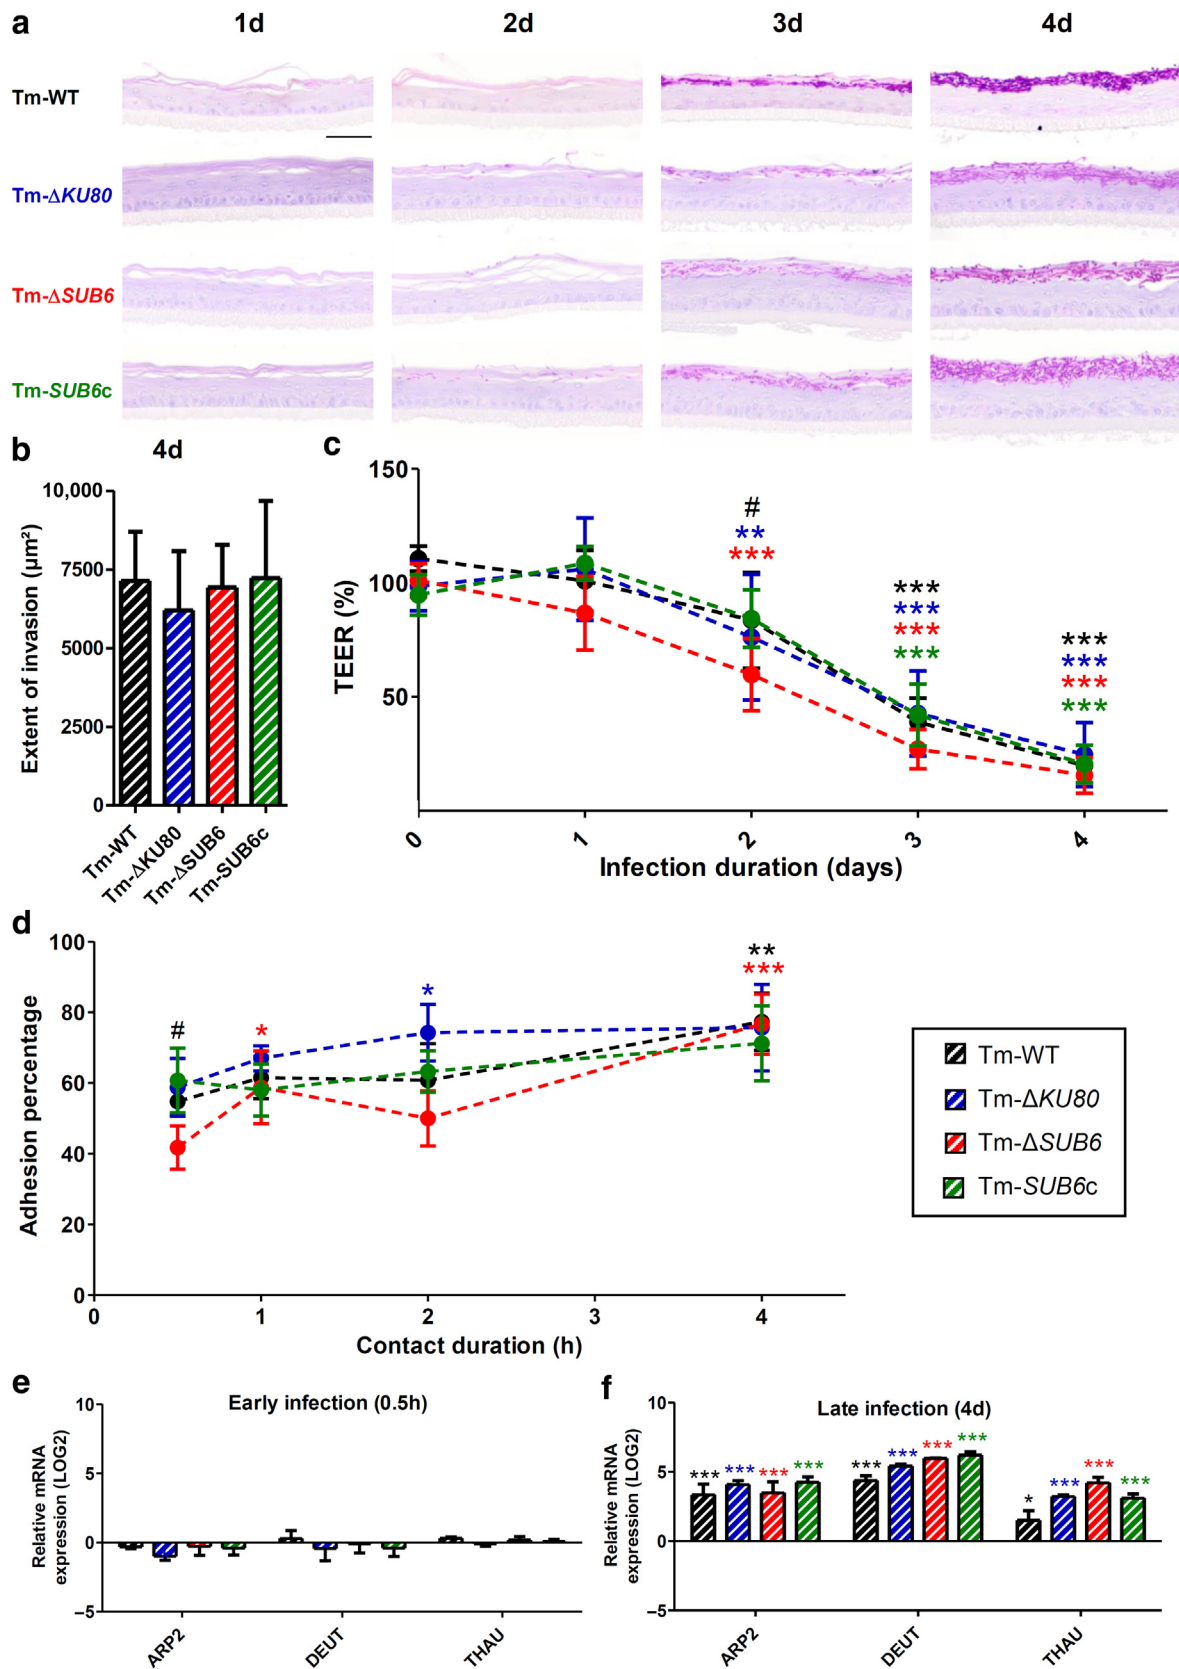 a
1d 2d 3d 4d
Tm-WT
Tm-ΔKU80
Tm-ΔSUB6
Tm-SUB6c
b
4d
Extent of invasion (µm²)
10,000
7500
5000
2500
0
Tm-WT
Tm-ΔKU80
Tm-ΔSUB6
Tm-SUB6c
c
TEER (%)
150
100
50
#
**
***
***
***
***
***
***
***
***
***
0 1 2 3 4
Infection duration (days)
d
Adhesion percentage
100
80
60
40
20
0
#
*
*
**
***
0 1 2 3 4
Contact duration (h)
Tm-WT
Tm-ΔKU80
Tm-ΔSUB6
Tm-SUB6c
e
Early infection (0.5h)
Relative mRNA
expression (LOG2)
10
5
0
–5
ARP2 DEUT THAU
f
Late infection (4d)
Relative mRNA
expression (LOG2)
10
5
0
–5
*** *** *** ***
*** *** *** ***
* *** *** ***
ARP2 DEUT THAU